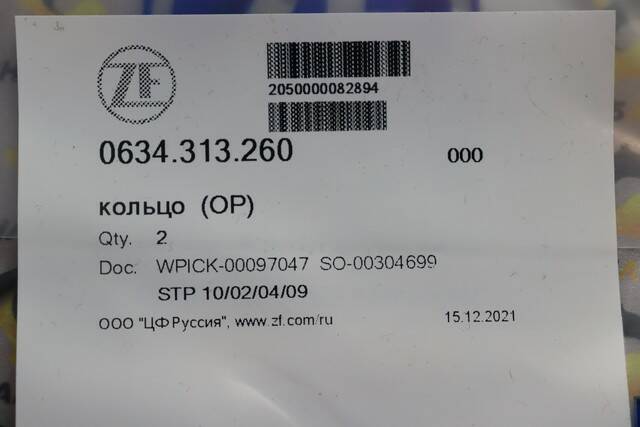 ZF
2050000082894
0634.313.260 000
кольцо (ОР)
Qty. 2
Doc. WPICK-00097047 SO-00304699
STP 10/02/04/09
ООО "ЦФ Руссия", www.zf.com/ru 15.12.2021